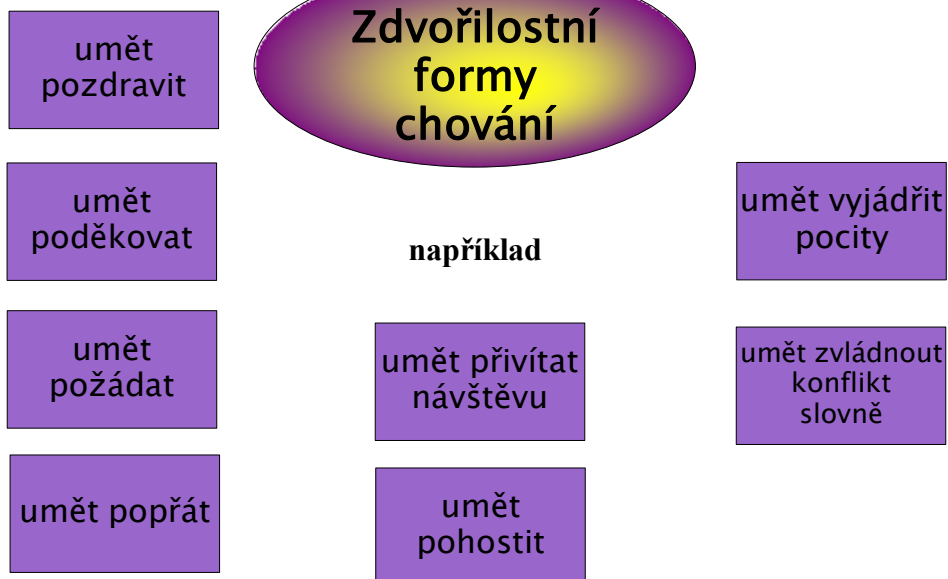 Zdvořilostní
formy
chování
umět
pozdravit
umět
poděkovat
umět
požádat
umět popřát
například
umět přivítat
návštěvu
umět
pohostit
umět vyjádřit
pocity
umět zvládnout
konflikt
slovně